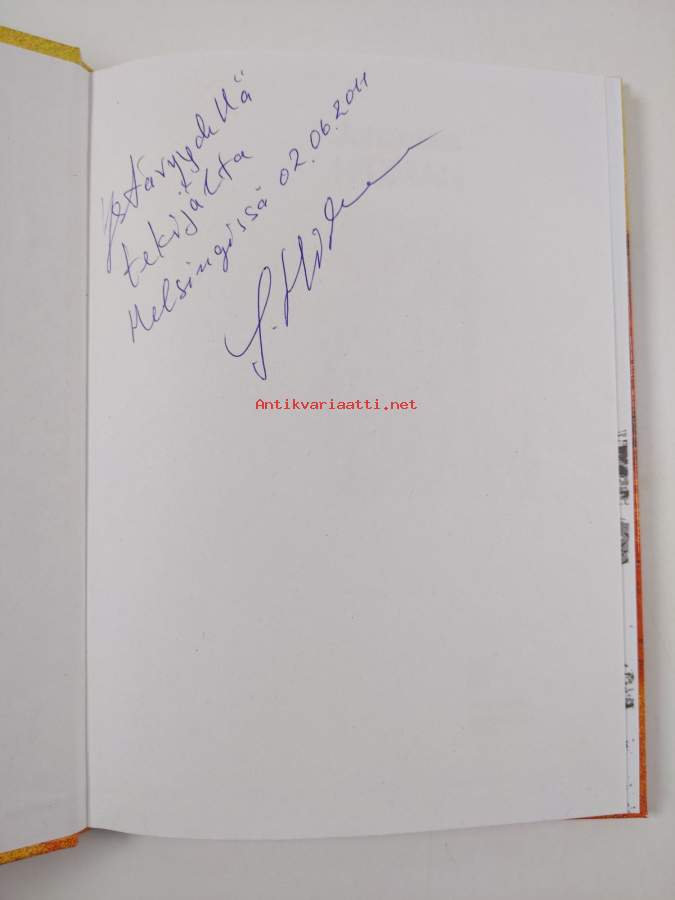 Ystävyydellä
tekijältä
Helsingissä 02.06.2011
Antikvariaatti.net